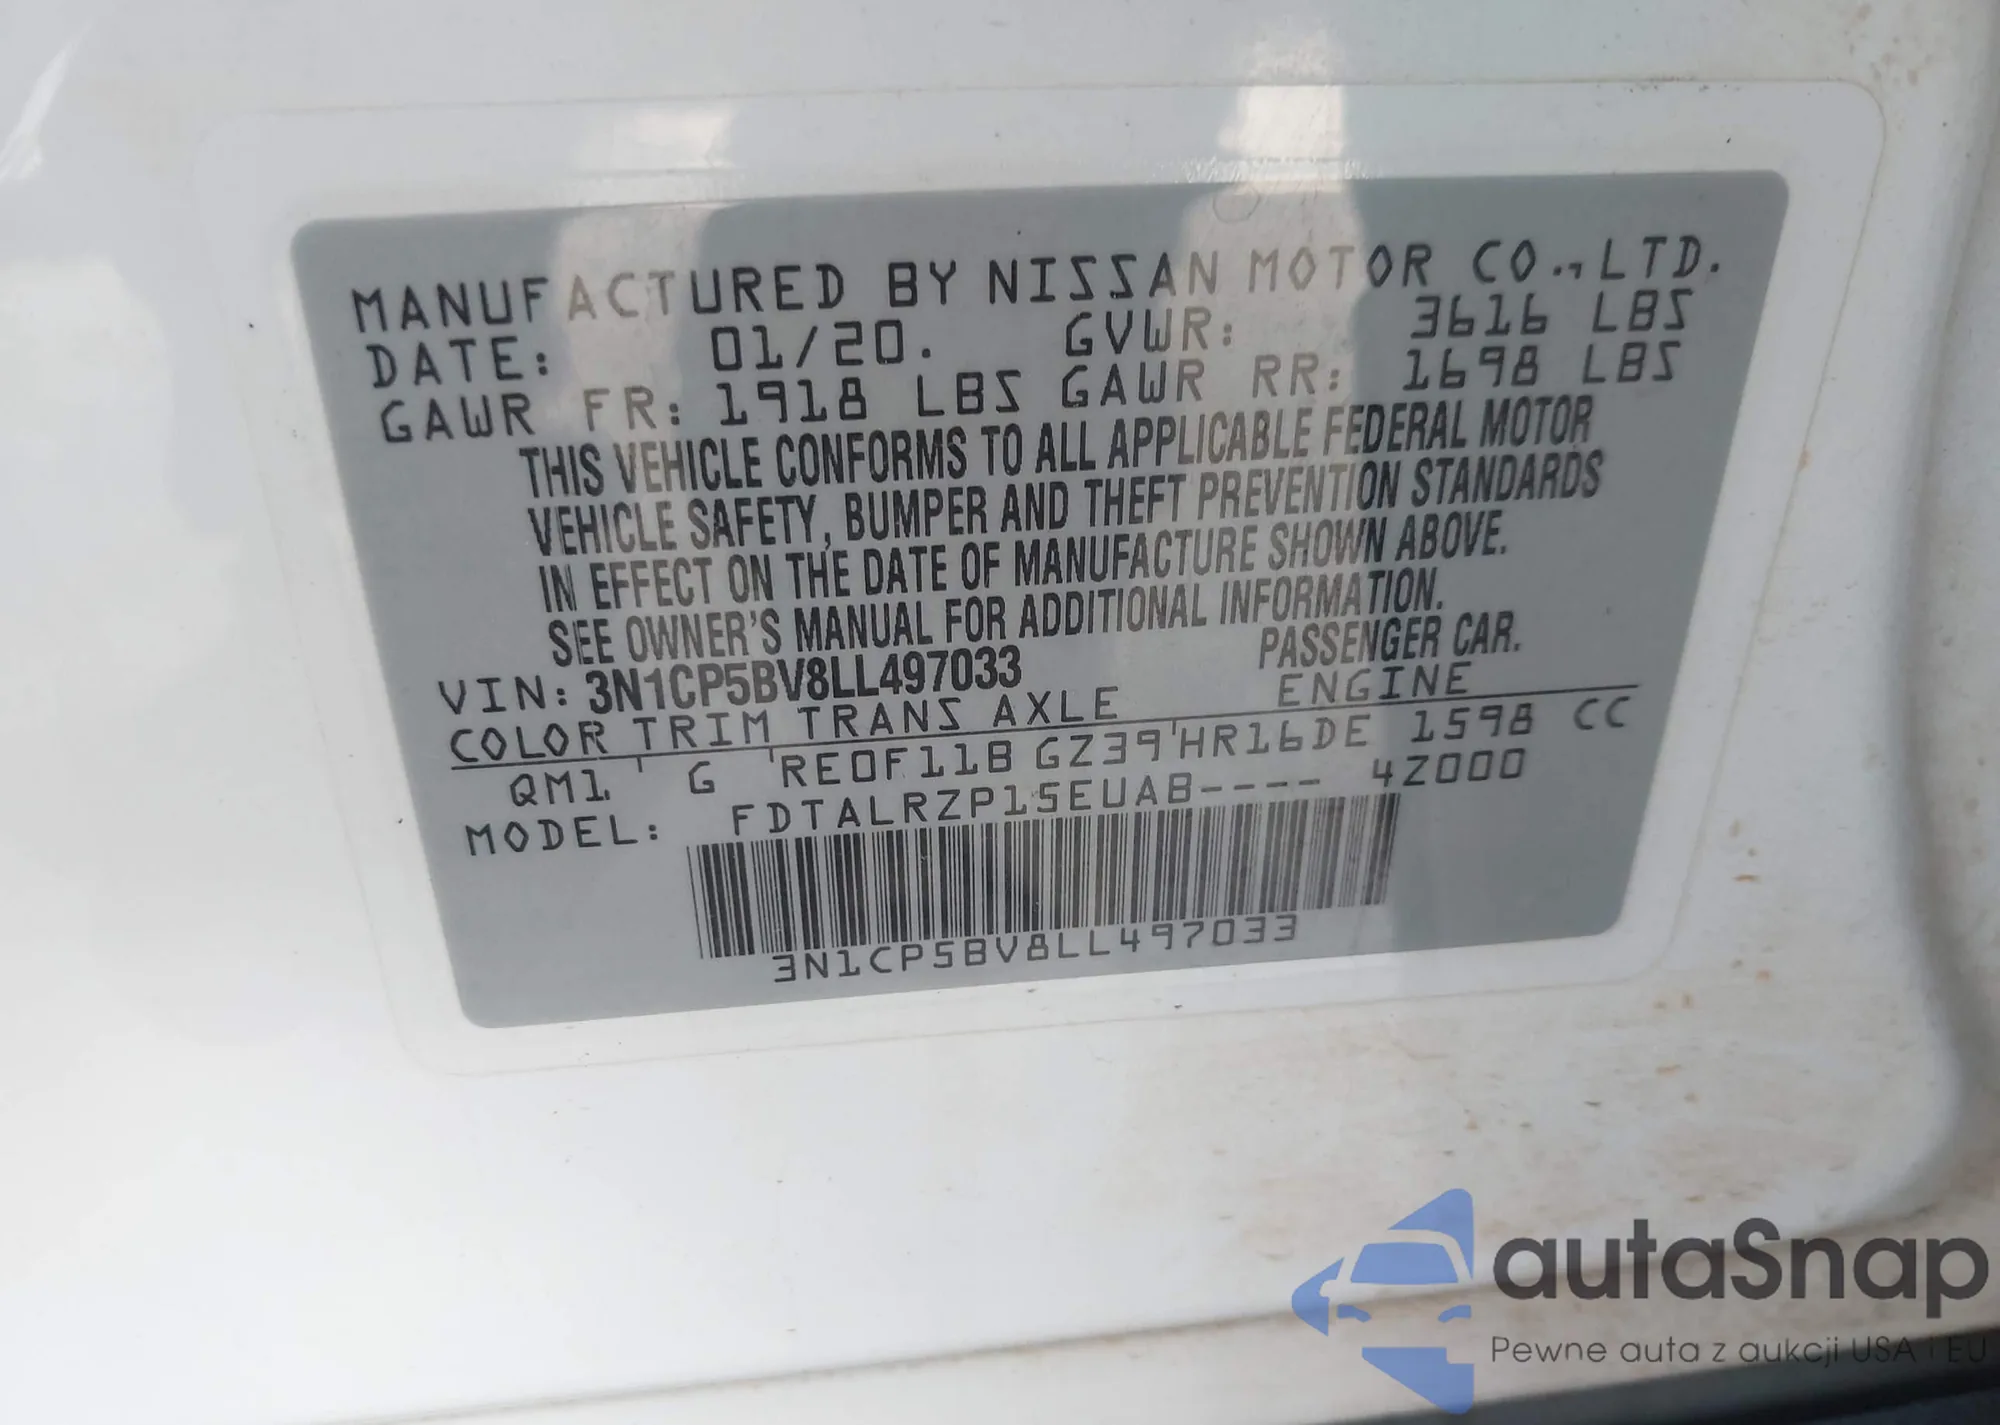 MANUFACTURED BY NISSAN MOTOR CO.,LTD.
DATE: 01/20. GVWR: 3616 LBS
GAWR FR: 1918 LBS GAWR RR: 1698 LBS
THIS VEHICLE CONFORMS TO ALL APPLICABLE FEDERAL MOTOR
VEHICLE SAFETY, BUMPER AND THEFT PREVENTION STANDARDS
IN EFFECT ON THE DATE OF MANUFACTURE SHOWN ABOVE.
SEE OWNER'S MANUAL FOR ADDITIONAL INFORMATION.
VIN: 3N1CP5BV8LL497033 PASSENGER CAR.
COLOR TRIM TRANS AXLE ENGINE
QM1 G RE0F11B GZ39 HR16DE 1598 CC
MODEL: FDTALRZP15EUAB---- 4Z000
3N1CP5BV8LL497033
autaSnap
Pewne auta z aukcji USA i EU